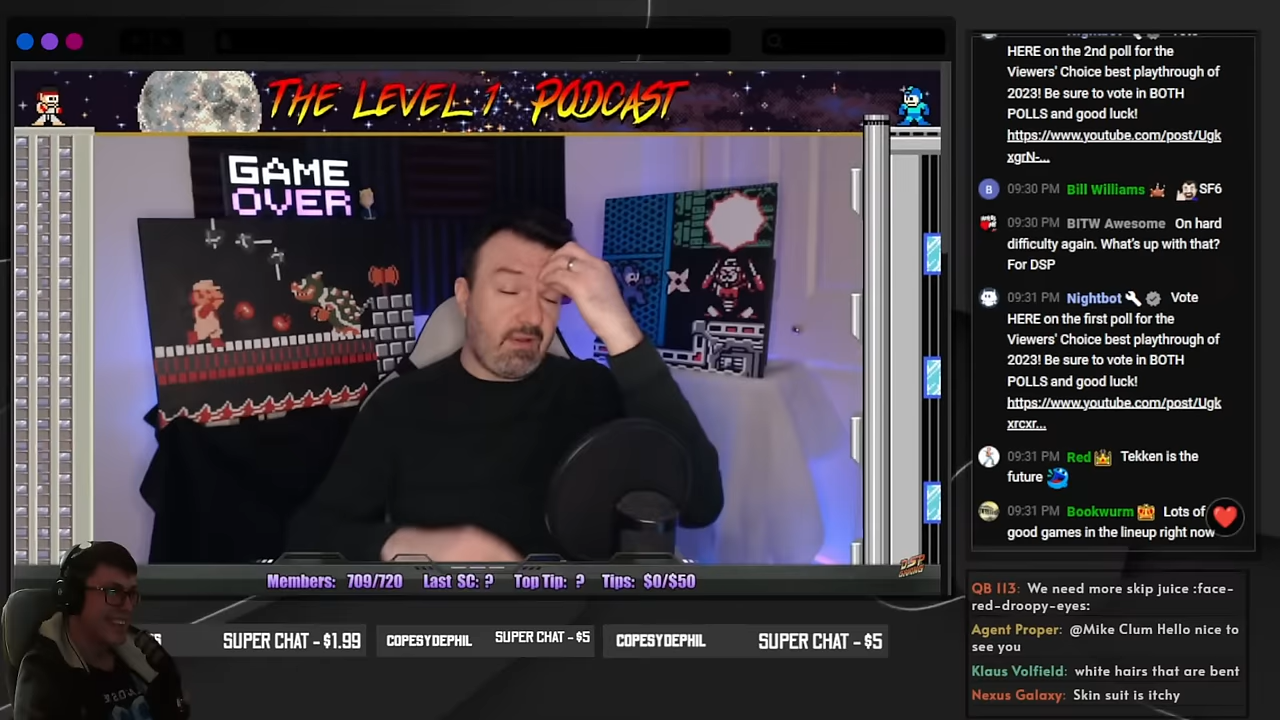 THE LEVEL 1 PODCAST
GAME
OVER
Members: 709/720 Last SC: ? Top Tip: ? Tips: $0/$50
DSP
GAMING
SUPER CHAT - $1.99
COPESYDEPHIL SUPER CHAT - $5
COPESYDEPHIL SUPER CHAT - $5
Nightbot Vote
HERE on the 2nd poll for the
Viewers' Choice best playthrough of
2023! Be sure to vote in BOTH
POLLS and good luck!
https://www.youtube.com/post/Ugk
xgrN-...
B 09:30 PM Bill Williams SF6
09:30 PM BITW Awesome On hard
difficulty again. What's up with that?
For DSP
09:31 PM Nightbot Vote
HERE on the first poll for the
Viewers' Choice best playthrough of
2023! Be sure to vote in BOTH
POLLS and good luck!
https://www.youtube.com/post/Ugk
xrcxr...
09:31 PM Red Tekken is the
future
09:31 PM Bookwurm Lots of
good games in the lineup right now
QB 113: We need more skip juice :face-
red-droopy-eyes:
Agent Proper: @Mike Clum Hello nice to
see you
Klaus Volfield: white hairs that are bent
Nexus Galaxy: Skin suit is itchy